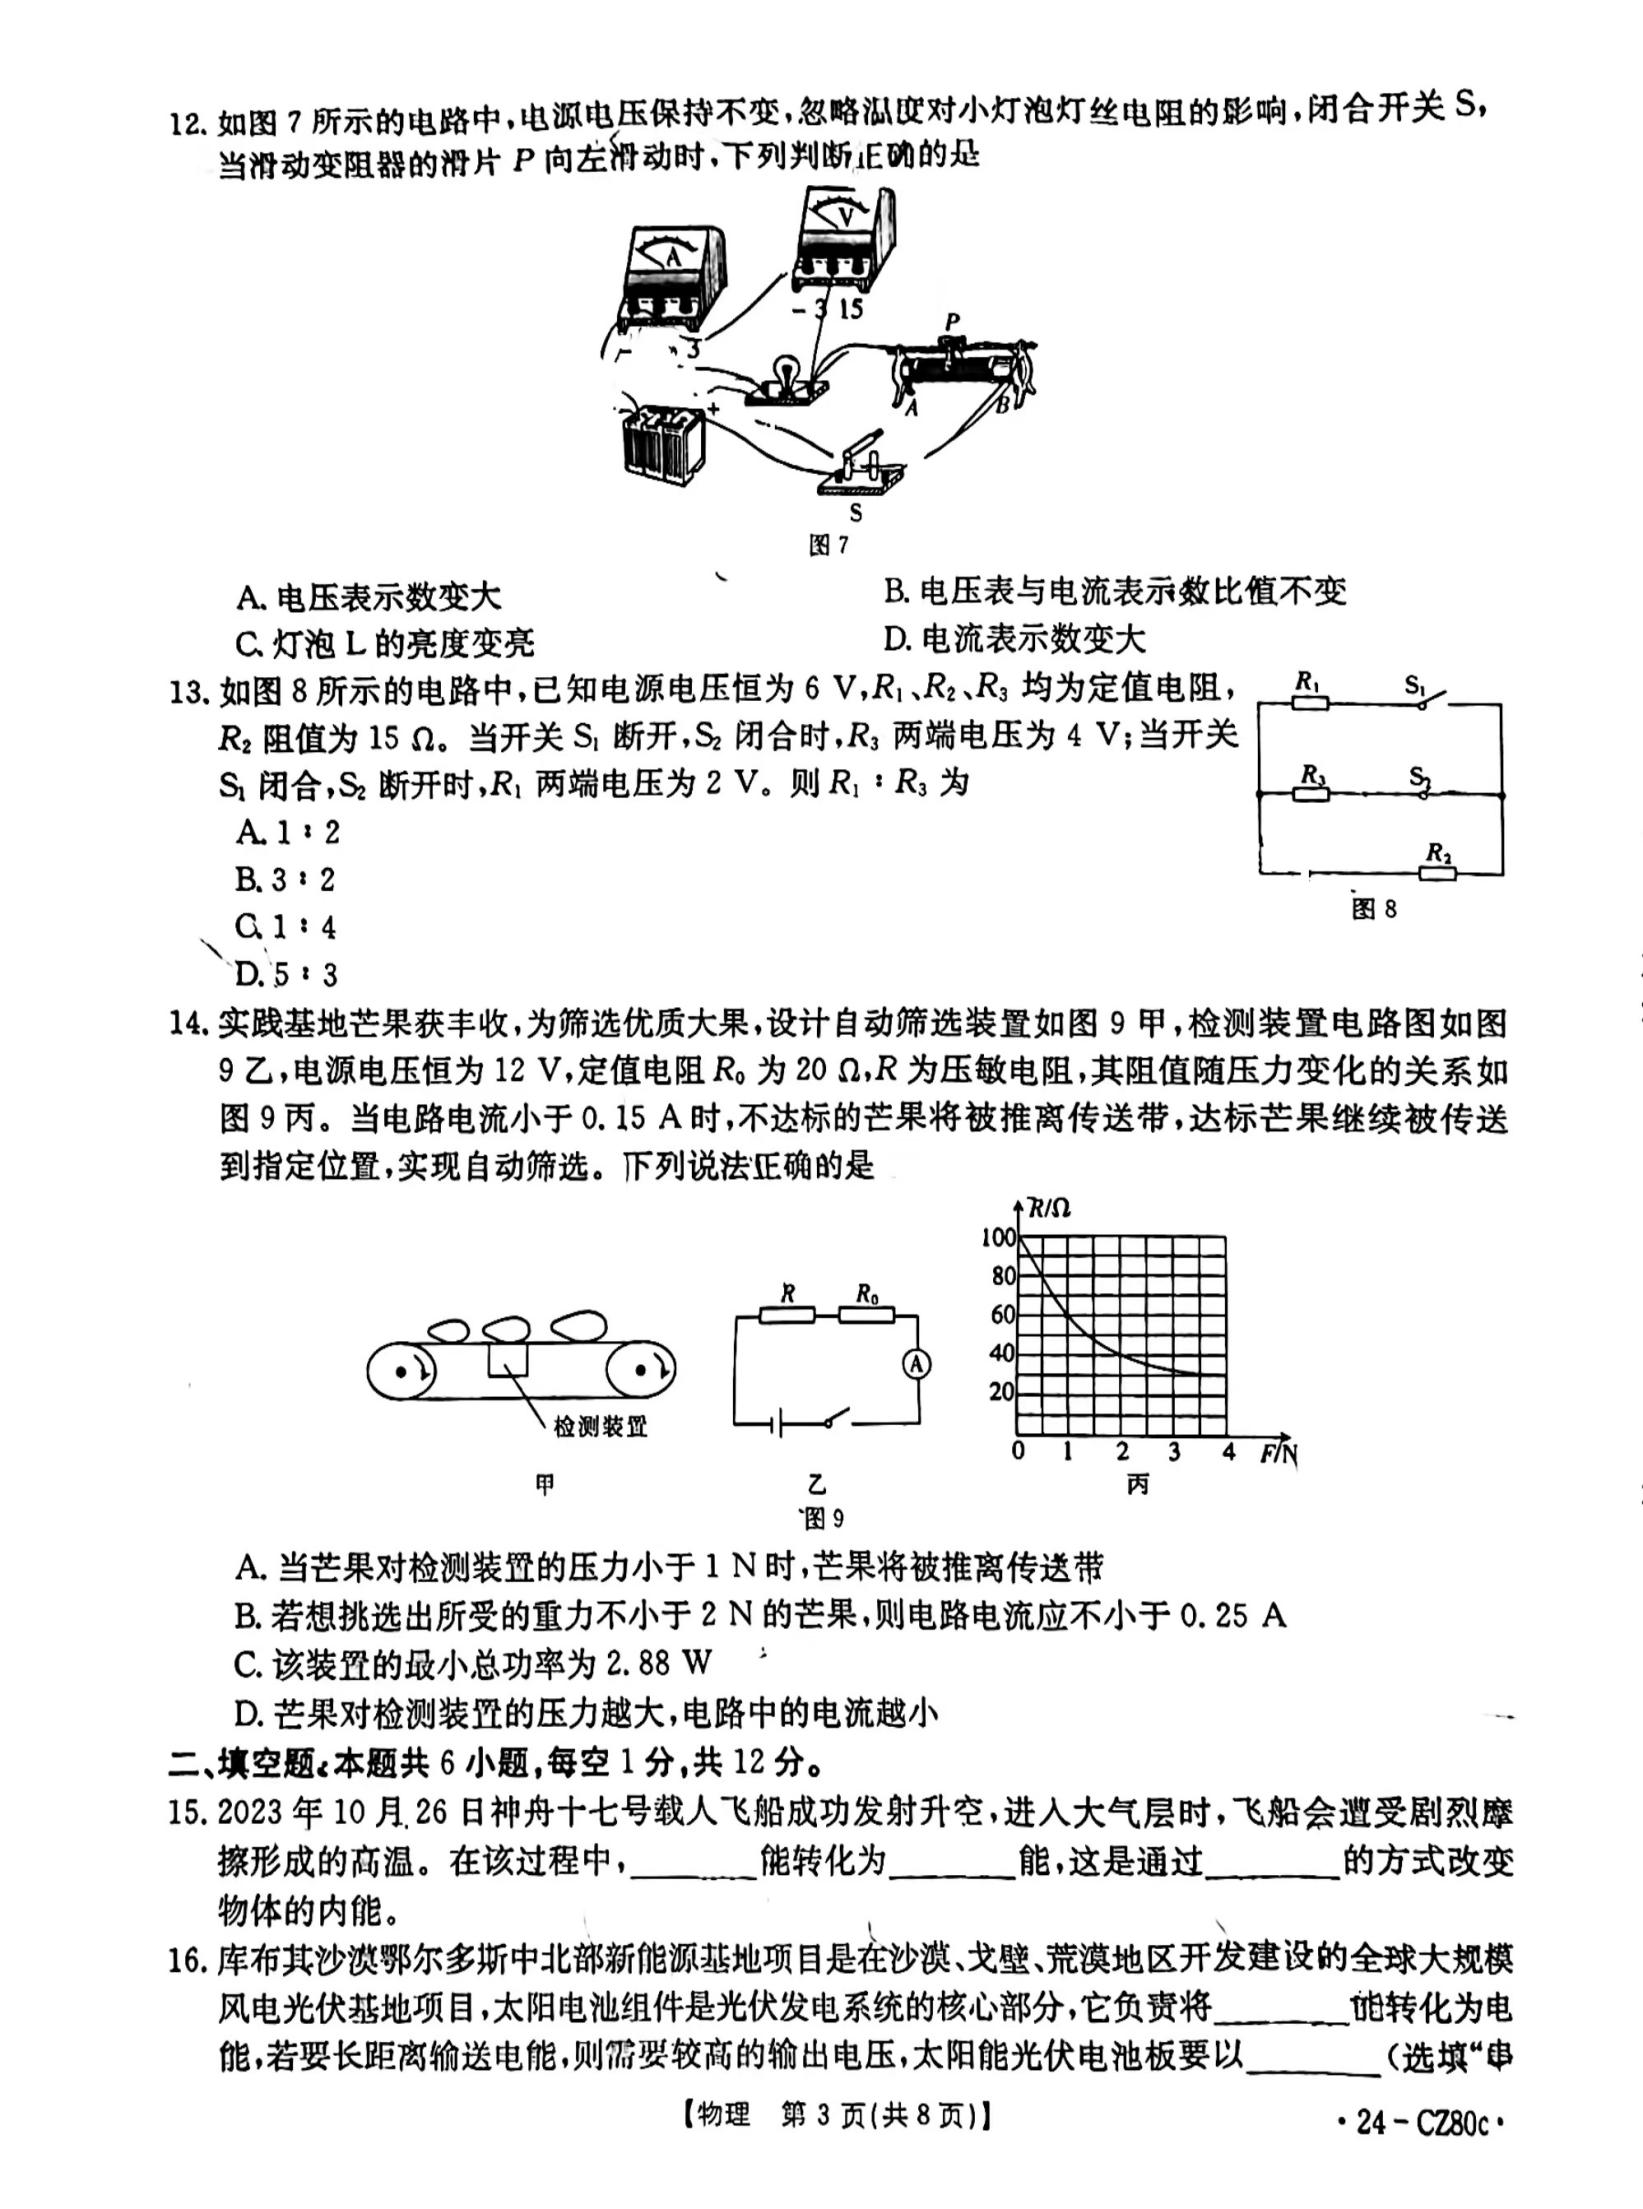 12. 如图 7 所示的电路中,电源电压保持不变,忽略温度对小灯泡灯丝电阻的影响,闭合开关 S,
当滑动变阻器的滑片 P 向左滑动时,下列判断正确的是
A
V
- 3 15
- 3
P
A
B
+
S
图 7
A. 电压表示数变大
B. 电压表与电流表示数比值不变
C. 灯泡 L 的亮度变亮
D. 电流表示数变大
13. 如图 8 所示的电路中,已知电源电压恒为 6 V,R₁、R₂、R₃ 均为定值电阻,
R₂ 阻值为 15 Ω。当开关 S₁ 断开,S₂ 闭合时,R₃ 两端电压为 4 V;当开关
S₁ 闭合,S₂ 断开时,R₁ 两端电压为 2 V。则 R₁∶R₃ 为
A. 1∶2
B. 3∶2
C. 1∶4
D. 5∶3
R₁ S₁
R₃ S₂
R₂
图 8
14. 实践基地芒果获丰收,为筛选优质大果,设计自动筛选装置如图 9 甲,检测装置电路图如图
9 乙,电源电压恒为 12 V,定值电阻 R₀ 为 20 Ω,R 为压敏电阻,其阻值随压力变化的关系如
图 9 丙。当电路电流小于 0.15 A 时,不达标的芒果将被推离传送带,达标芒果继续被传送
到指定位置,实现自动筛选。下列说法正确的是
检测装置
甲
R R₀
A
乙
R/Ω
100
80
60
40
20
0 1 2 3 4 F/N
丙
图 9
A. 当芒果对检测装置的压力小于 1 N 时,芒果将被推离传送带
B. 若想挑选出所受的重力不小于 2 N 的芒果,则电路电流应不小于 0.25 A
C. 该装置的最小总功率为 2.88 W
D. 芒果对检测装置的压力越大,电路中的电流越小
二、填空题:本题共 6 小题,每空 1 分,共 12 分。
15. 2023 年 10 月 26 日神舟十七号载人飞船成功发射升空,进入大气层时,飞船会遭受剧烈摩
擦形成的高温。在该过程中,________能转化为________能,这是通过________的方式改变
物体的内能。
16. 库布其沙漠鄂尔多斯中北部新能源基地项目是在沙漠、戈壁、荒漠地区开发建设的全球大规模
风电光伏基地项目,太阳电池组件是光伏发电系统的核心部分,它负责将________能转化为电
能,若要长距离输送电能,则需要较高的输出电压,太阳能光伏电池板要以________(选填“串
【物理 第 3 页(共 8 页)】
·24－CZ80c·